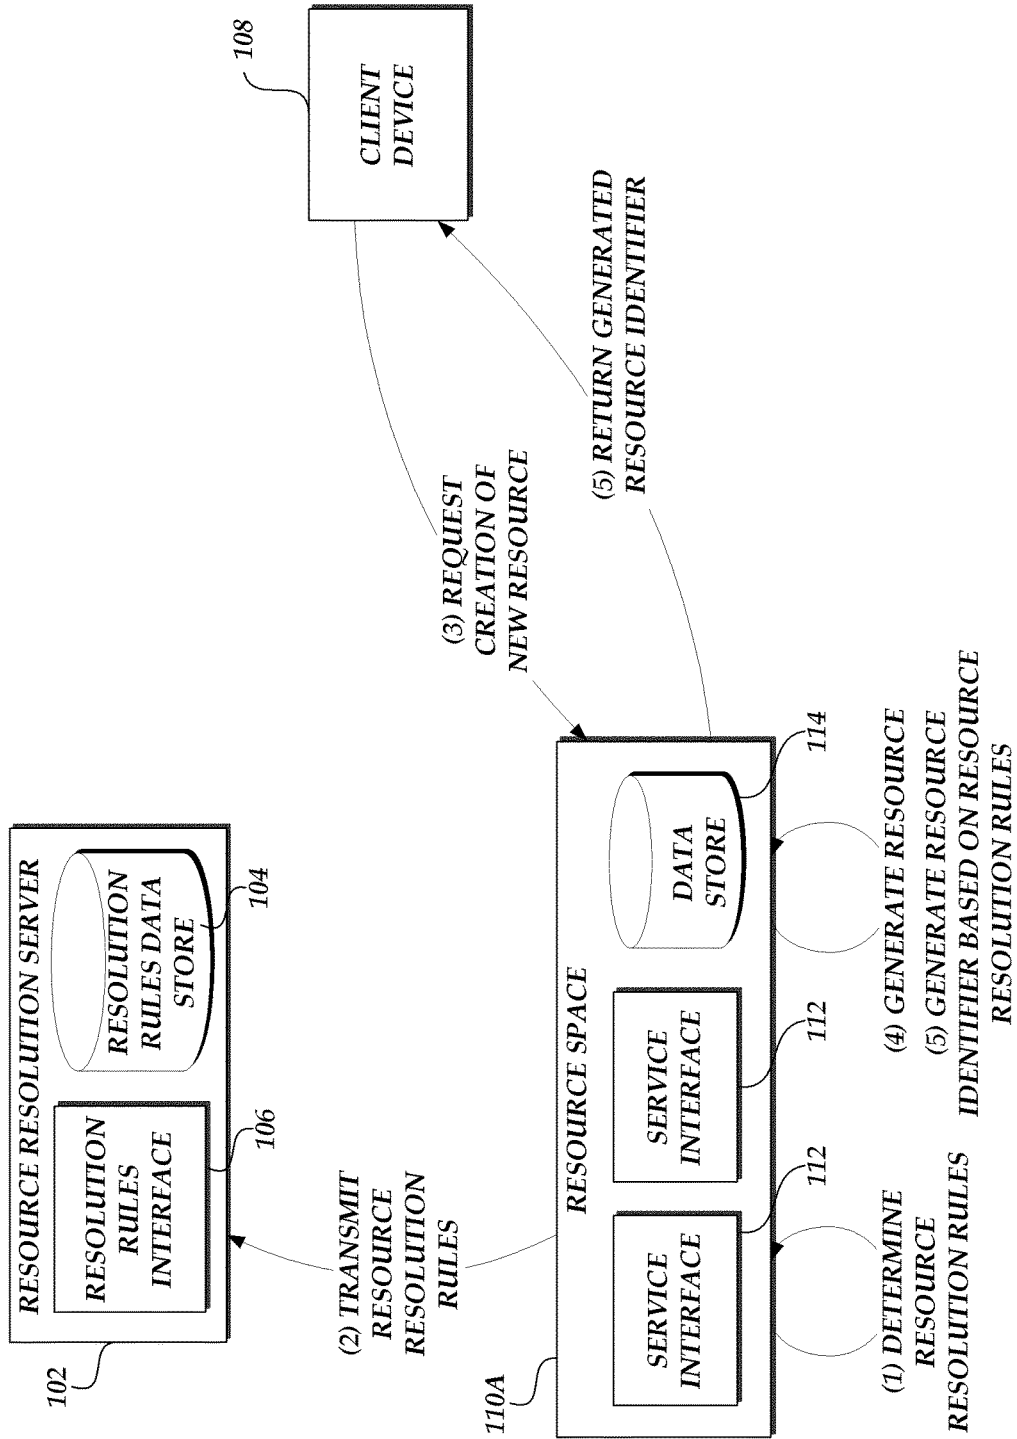 RESOURCE RESOLUTION SERVER
RESOLUTION
RULES
INTERFACE
RESOLUTION
RULES DATA
STORE
102
106
104
(2) TRANSMIT
RESOURCE
RESOLUTION
RULES
108
CLIENT
DEVICE
(3) REQUEST
CREATION OF
NEW RESOURCE
(5) RETURN GENERATED
RESOURCE IDENTIFIER
110A
RESOURCE SPACE
SERVICE
INTERFACE
SERVICE
INTERFACE
DATA
STORE
112
112
114
(1) DETERMINE
RESOURCE
RESOLUTION RULES
(4) GENERATE RESOURCE
(5) GENERATE RESOURCE
IDENTIFIER BASED ON RESOURCE
RESOLUTION RULES